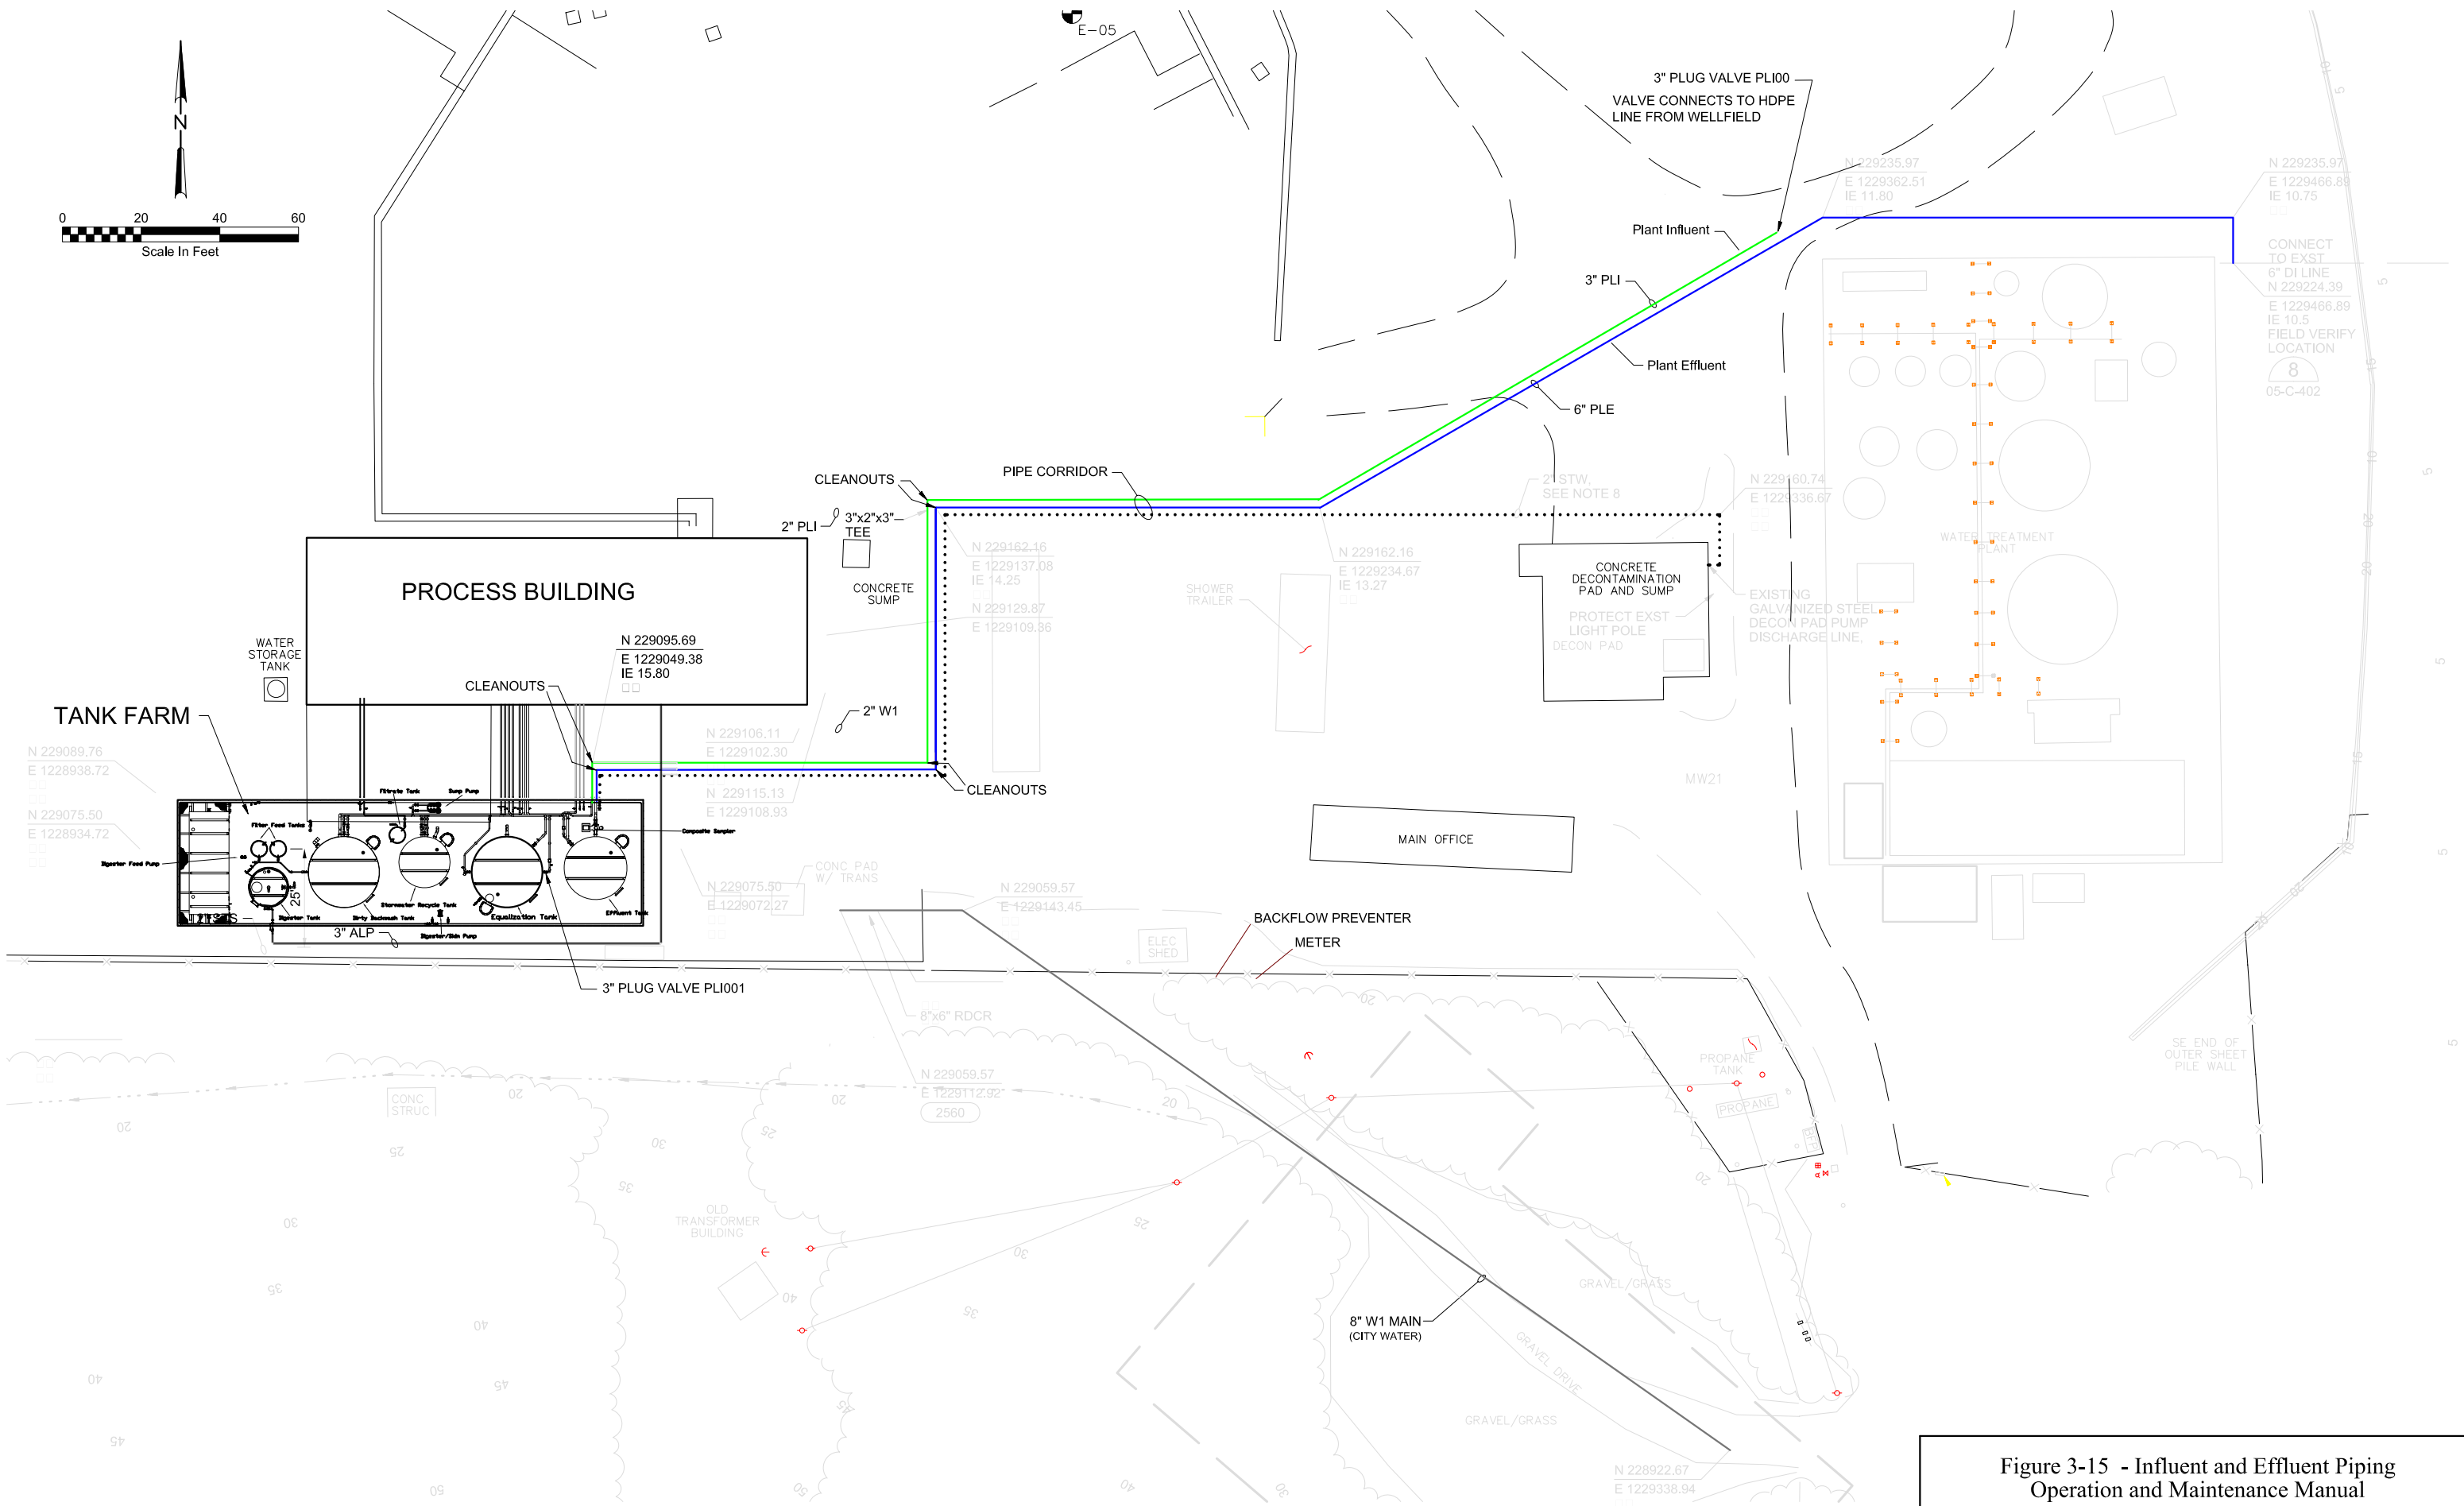 E-05
N
0 20 40 60
Scale In Feet
3" PLUG VALVE PLI00
VALVE CONNECTS TO HDPE
LINE FROM WELLFIELD
N 229235.97
E 1229362.51
IE 11.80
N 229235.97
E 1229466.89
IE 10.75
CONNECT
TO EXST
6" DI LINE
N 229224.39
E 1229466.89
IE 10.5
FIELD VERIFY
LOCATION
8
05-C-402
Plant Influent
3" PLI
Plant Effluent
6" PLE
PIPE CORRIDOR
CLEANOUTS
2" PLI
3"x2"x3"
TEE
2" STW,
SEE NOTE 8
N 229160.74
E 1229336.67
WATER TREATMENT
PLANT
N 229162.16
E 1229137.08
IE 14.25
N 229162.16
E 1229234.67
IE 13.27
N 229129.87
E 1229109.36
PROCESS BUILDING
CONCRETE
SUMP
SHOWER
TRAILER
CONCRETE
DECONTAMINATION
PAD AND SUMP
PROTECT EXST
LIGHT POLE
DECON PAD
EXISTING
GALVANIZED STEEL
DECON PAD PUMP
DISCHARGE LINE.
WATER
STORAGE
TANK
N 229095.69
E 1229049.38
IE 15.80
CLEANOUTS
2" W1
TANK FARM
N 229089.76
E 1228938.72
N 229075.50
E 1228934.72
N 229106.11
E 1229102.30
N 229115.13
E 1229108.93
CLEANOUTS
MW21
Filtrate Tank
Sump Pump
Filter Feed Tanks
Composite Sampler
Digester Feed Pump
25'
Digester Tank
Dirty Backwash Tank
Stormwater Recycle Tank
Equalization Tank
Effluent Tank
Digester/Skim Pump
3" ALP
3" PLUG VALVE PLI001
MAIN OFFICE
CONC PAD
W/ TRANS
N 229075.50
E 1229072.27
N 229059.57
E 1229143.45
BACKFLOW PREVENTER
METER
ELEC
SHED
8"x6" RDCR
N 229059.57
E 1229112.92
2560
CONC
STRUC
OLD
TRANSFORMER
BUILDING
PROPANE
TANK
PROPANE
SE END OF
OUTER SHEET
PILE WALL
GRAVEL/GRASS
8" W1 MAIN
(CITY WATER)
GRAVEL DRIVE
GRAVEL/GRASS
N 228922.67
E 1229338.94
Figure 3-15 - Influent and Effluent Piping
Operation and Maintenance Manual